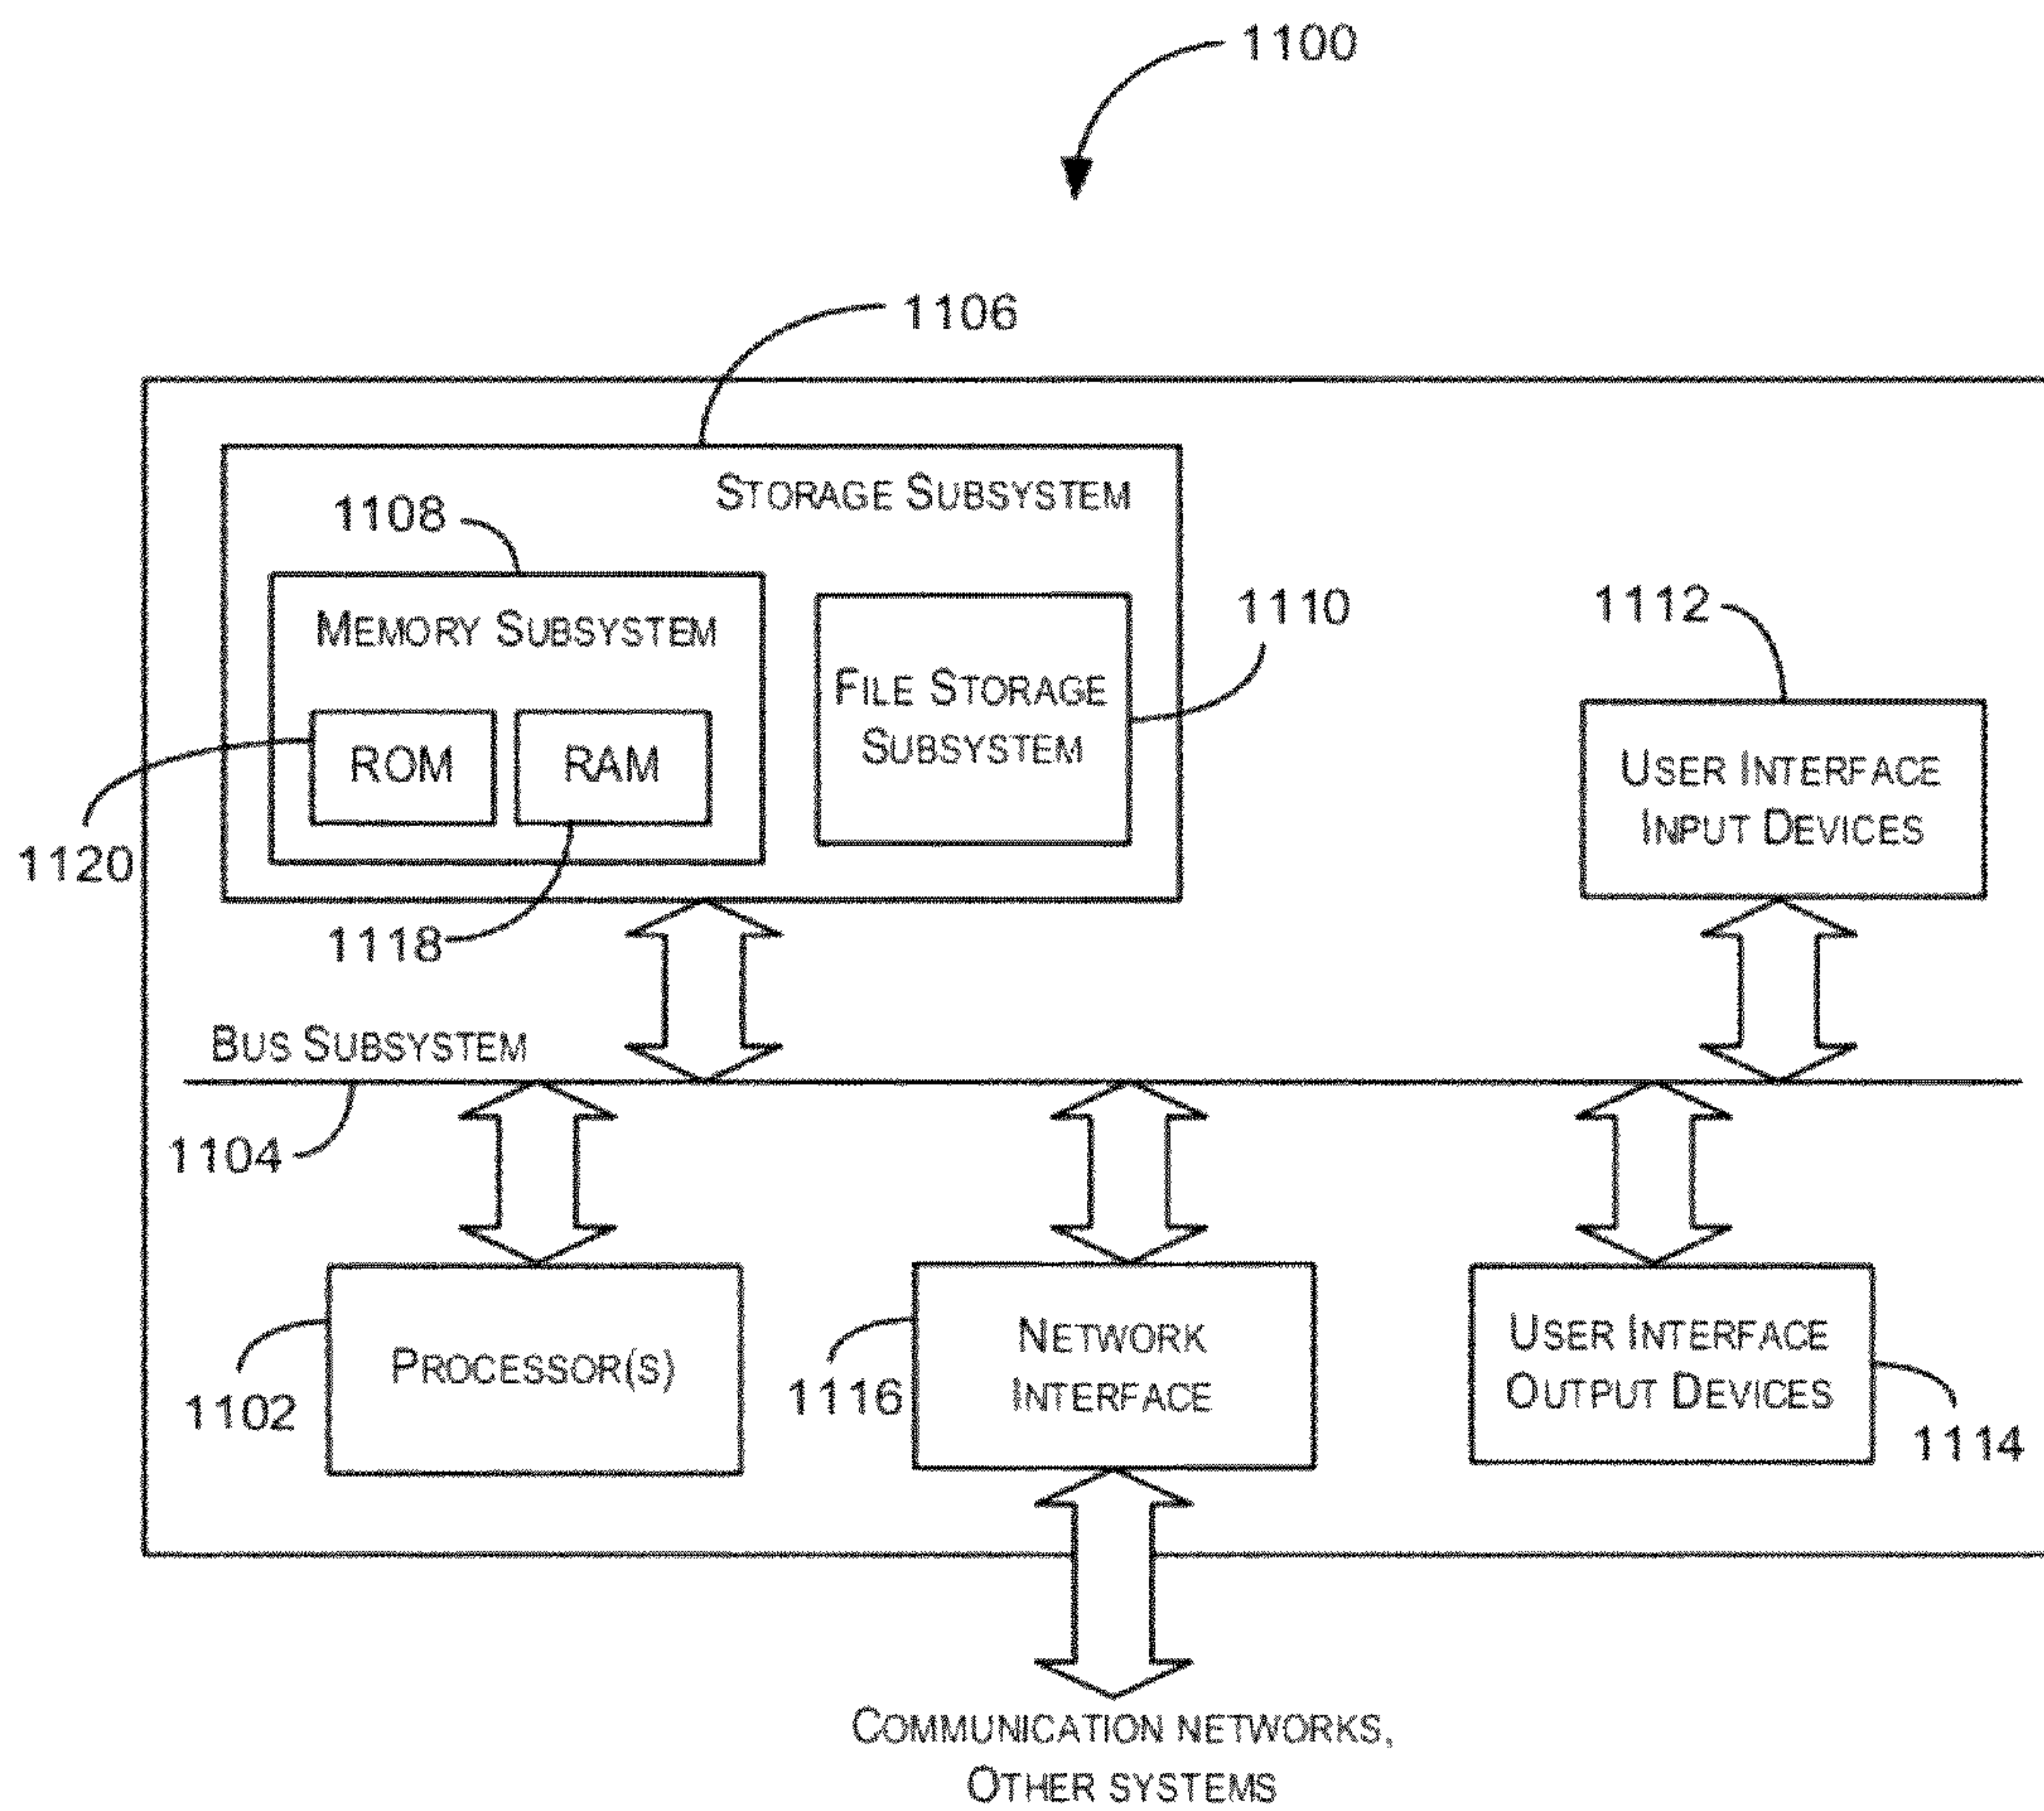 1100
1106
STORAGE SUBSYSTEM
1108
MEMORY SUBSYSTEM
1110
1112
FILE STORAGE
SUBSYSTEM
ROM
RAM
USER INTERFACE
INPUT DEVICES
1120
1118
BUS SUBSYSTEM
1104
PROCESSOR(S)
1102
NETWORK
INTERFACE
1116
USER INTERFACE
OUTPUT DEVICES
1114
COMMUNICATION NETWORKS,
OTHER SYSTEMS